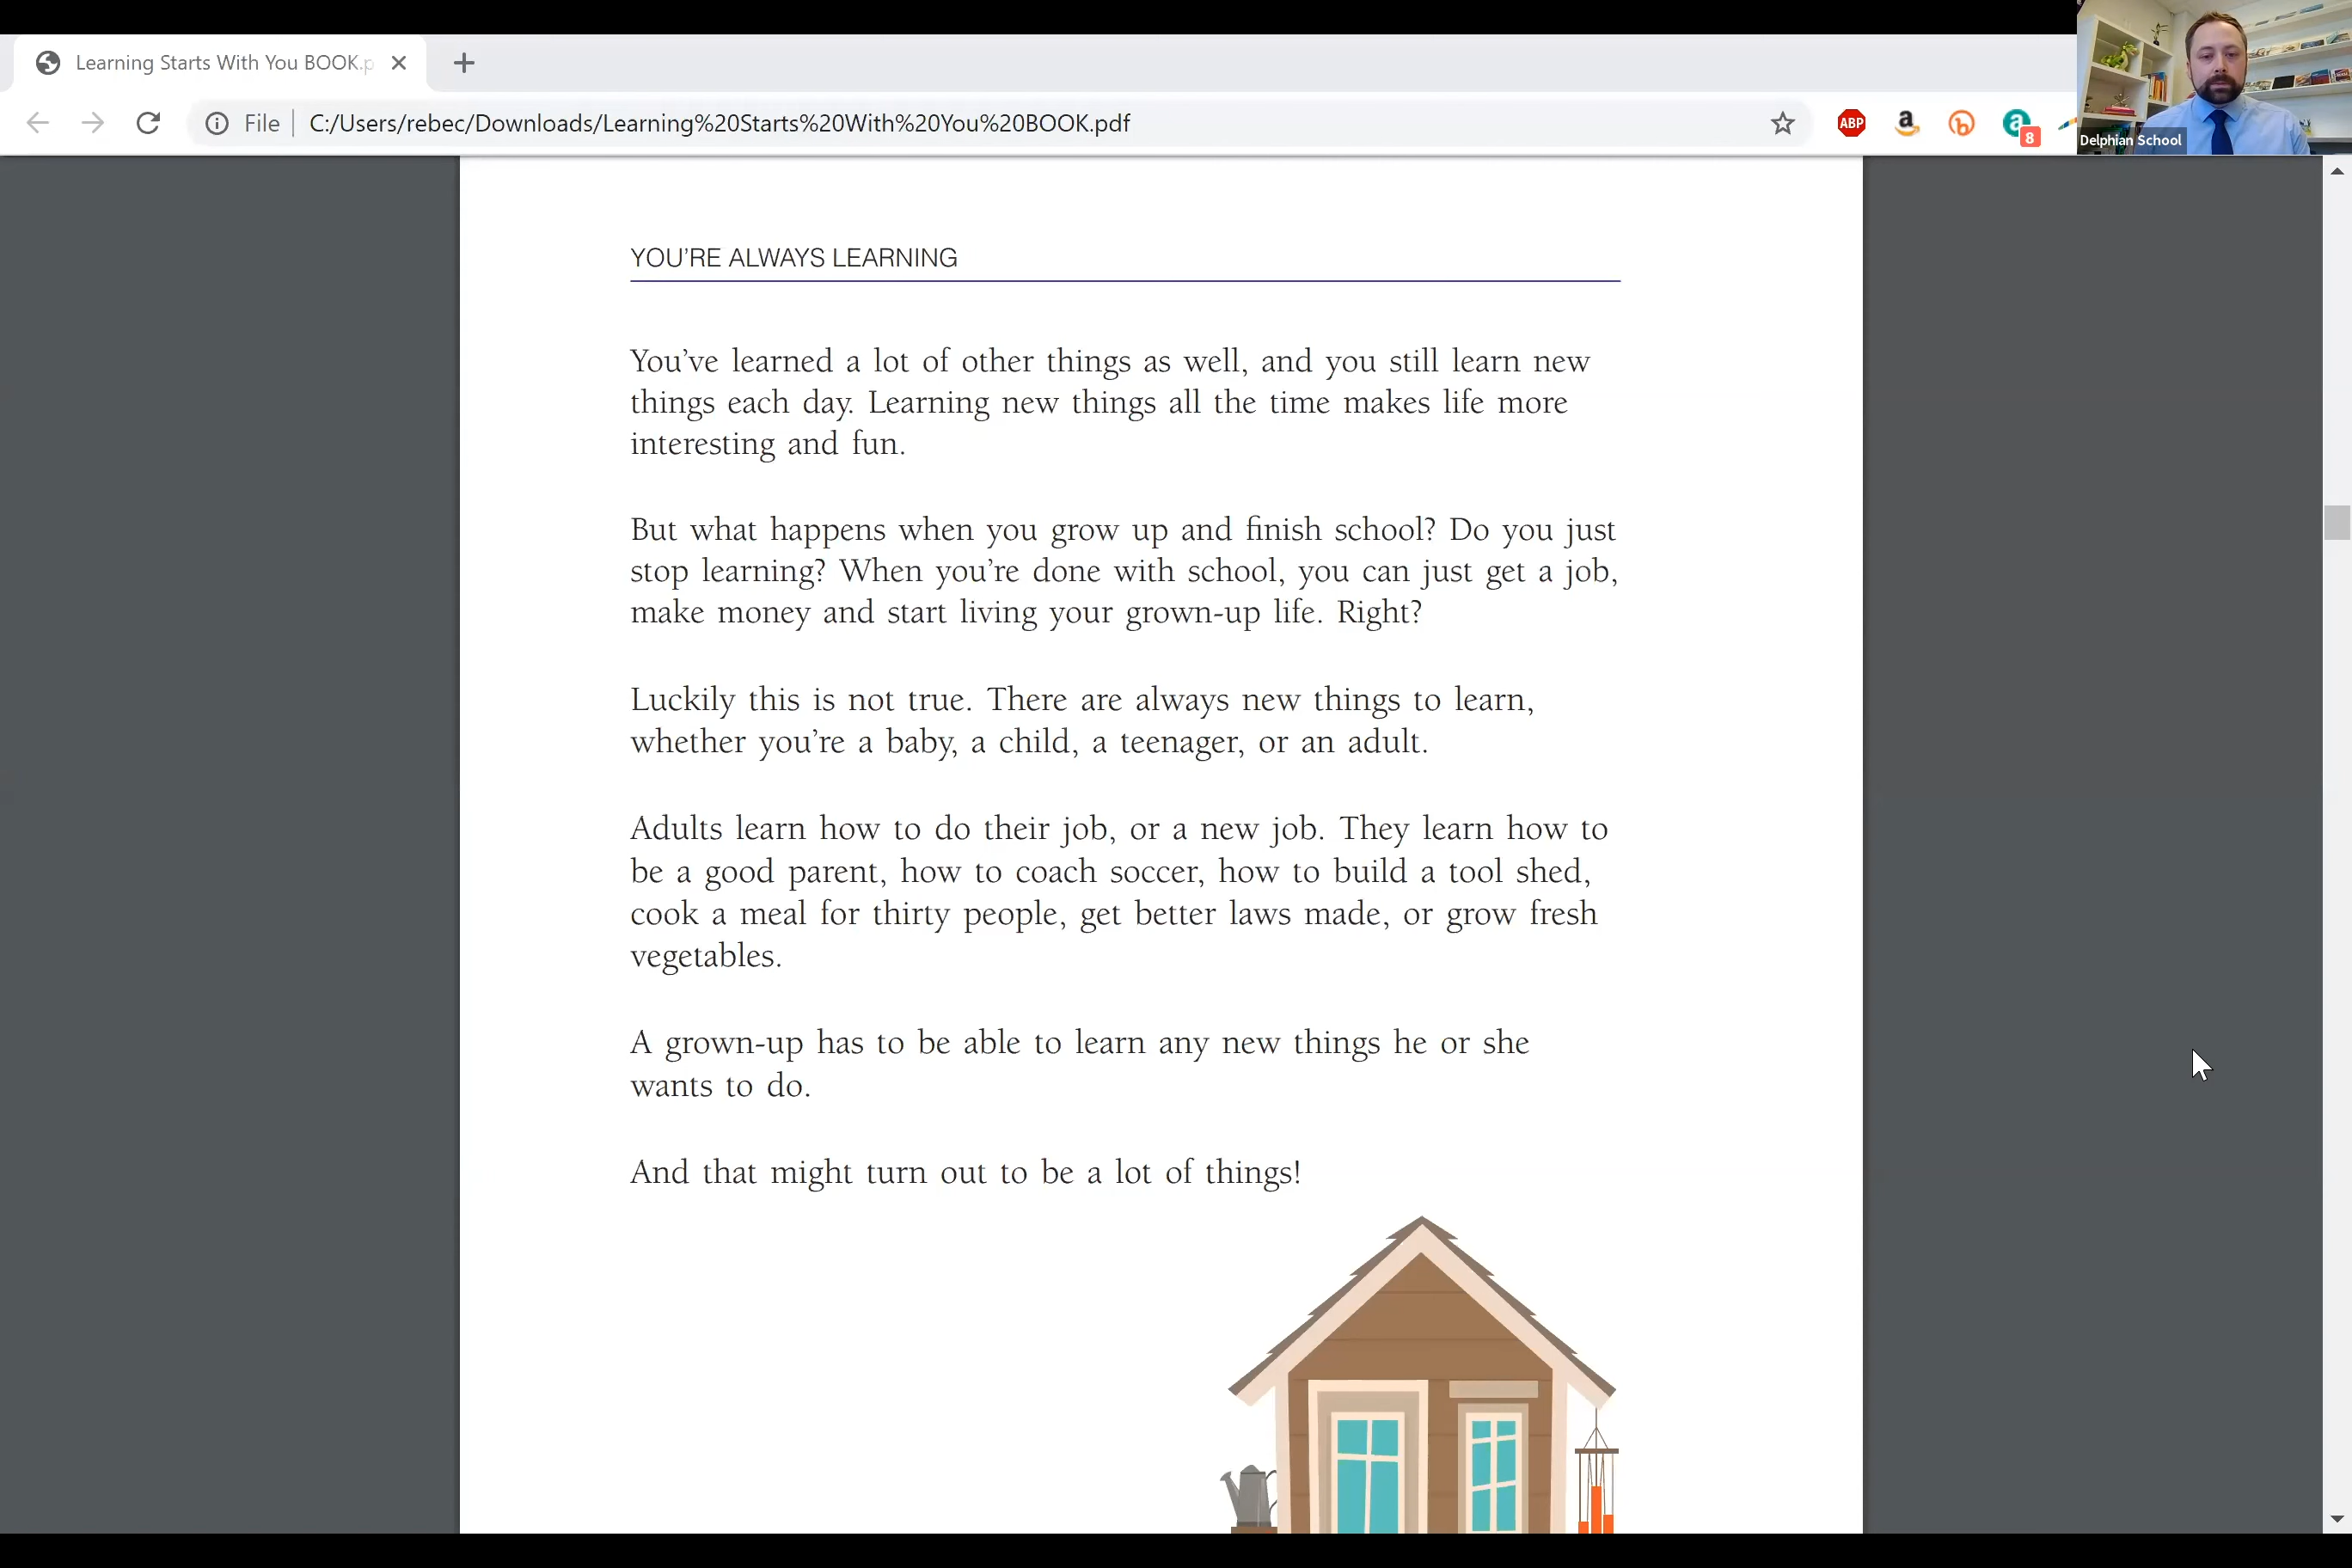 Learning Starts With You BOOK.p
File
C:/Users/rebec/Downloads/Learning%20Starts%20With%20You%20BOOK.pdf
ABP
a
b
a
8
Delphian School
YOU'RE ALWAYS LEARNING
You've learned a lot of other things as well, and you still learn new
things each day. Learning new things all the time makes life more
interesting and fun.
But what happens when you grow up and finish school? Do you just
stop learning? When you're done with school, you can just get a job,
make money and start living your grown-up life. Right?
Luckily this is not true. There are always new things to learn,
whether you're a baby, a child, a teenager, or an adult.
Adults learn how to do their job, or a new job. They learn how to
be a good parent, how to coach soccer, how to build a tool shed,
cook a meal for thirty people, get better laws made, or grow fresh
vegetables.
A grown-up has to be able to learn any new things he or she
wants to do.
And that might turn out to be a lot of things!